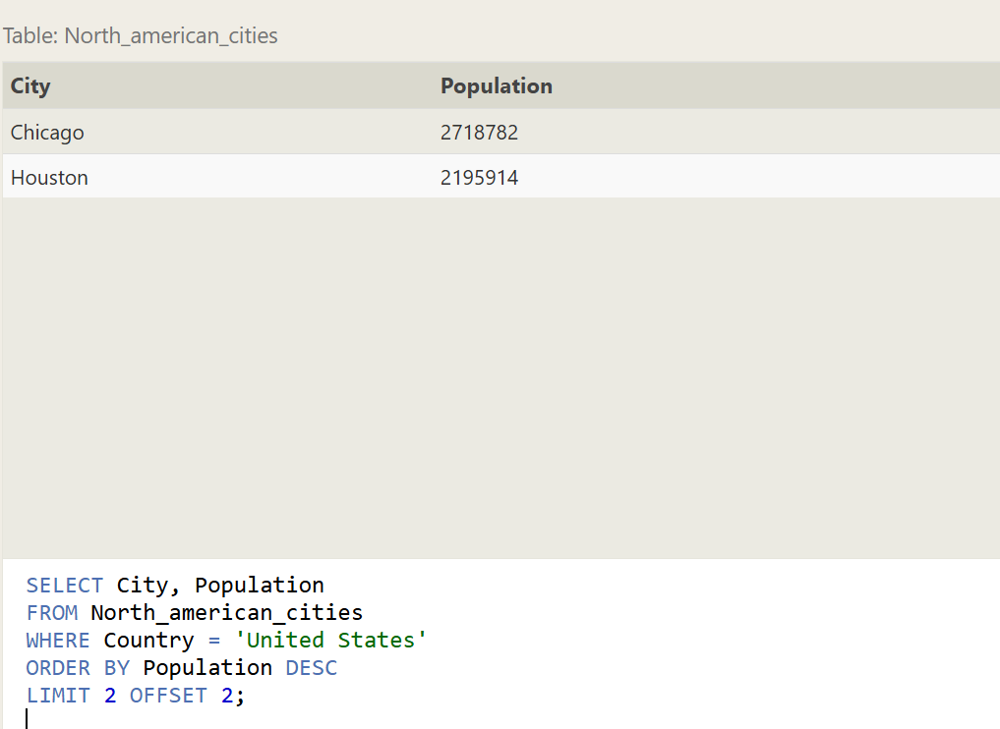 Table: North_american_cities
City Population
Chicago 2718782
Houston 2195914
SELECT City, Population
FROM North_american_cities
WHERE Country = 'United States'
ORDER BY Population DESC
LIMIT 2 OFFSET 2;